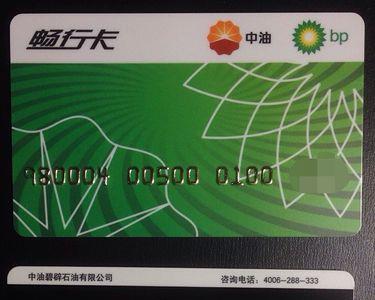 畅行卡 中油 bp
980004 00500 0100
中油碧辟石油有限公司 咨询电话：4006-288-333